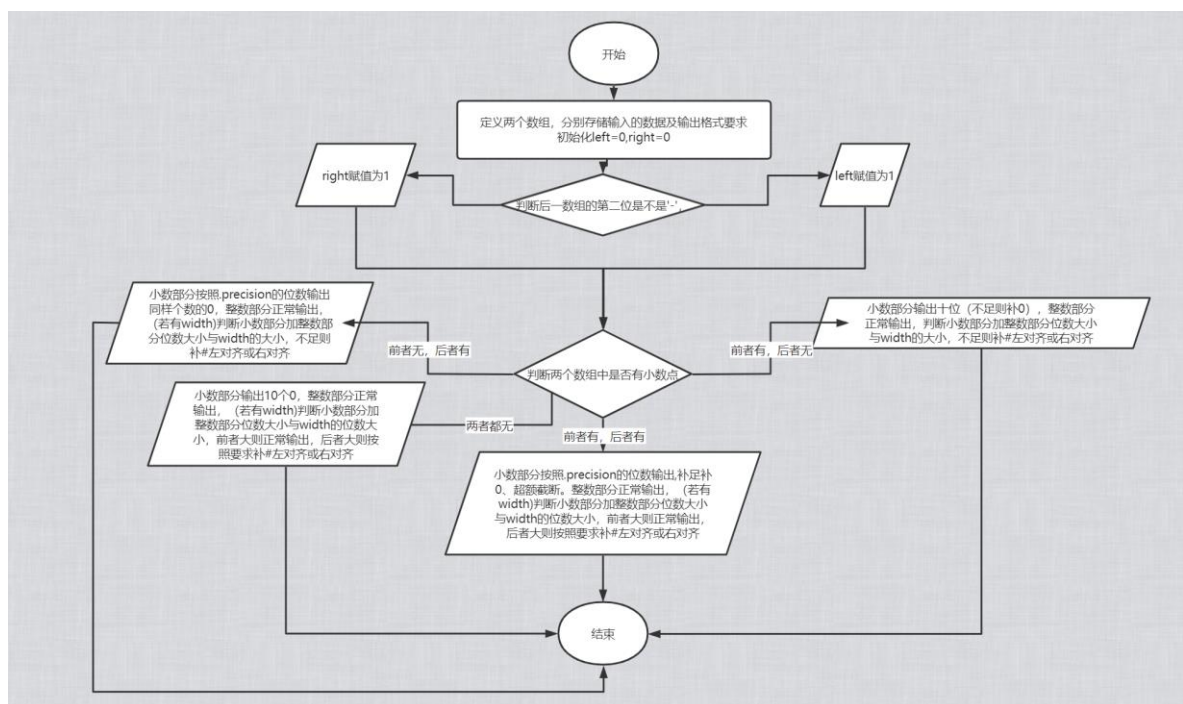 开始
定义两个数组，分别存储输入的数据及输出格式要求
初始化left=0,right=0
right赋值为1
left赋值为1
判断后一数组的第二位是不是'-',
小数部分按照.precision的位数输出
同样个数的0，整数部分正常输出，
(若有width)判断小数部分加整数部
分位数大小与width的大小，不足则
补#左对齐或右对齐
前者无，后者有
小数部分输出十位（不足则补0），整数部分
正常输出，判断小数部分加整数部分位数大小
与width的大小，不足则补#左对齐或右对齐
前者有，后者无
判断两个数组中是否有小数点
小数部分输出10个0，整数部分正常
输出，（若有width)判断小数部分加
整数部分位数大小与width的位数大
小，前者大则正常输出，后者大则按
照要求补#左对齐或右对齐
两者都无
前者有，后者有
小数部分按照.precision的位数输出,补足补
0、超额截断。整数部分正常输出，（若有
width)判断小数部分加整数部分位数大小
与width的位数大小，前者大则正常输出，
后者大则按照要求补#左对齐或右对齐
结束